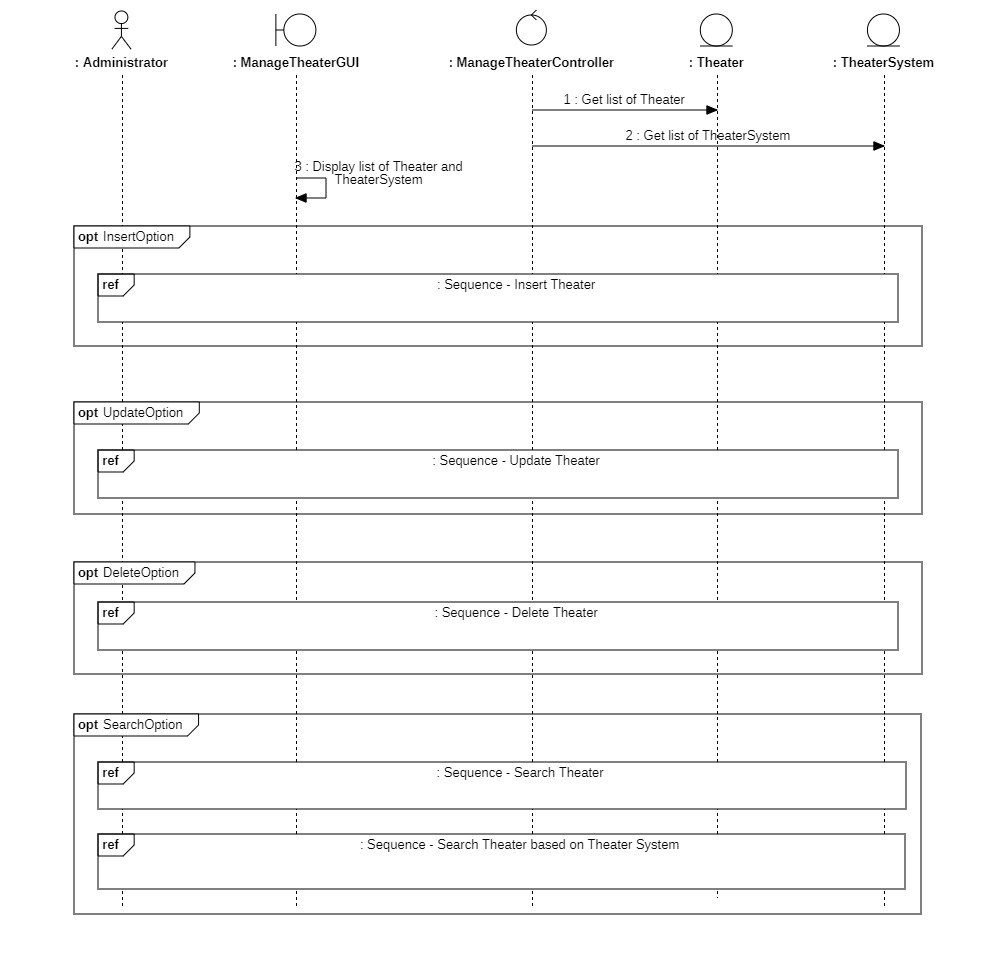 : Administrator
: ManageTheaterGUI
: ManageTheaterController
: Theater
: TheaterSystem
1 : Get list of Theater
2 : Get list of TheaterSystem
3 : Display list of Theater and
TheaterSystem
opt InsertOption
ref
: Sequence - Insert Theater
opt UpdateOption
ref
: Sequence - Update Theater
opt DeleteOption
ref
: Sequence - Delete Theater
opt SearchOption
ref
: Sequence - Search Theater
ref
: Sequence - Search Theater based on Theater System